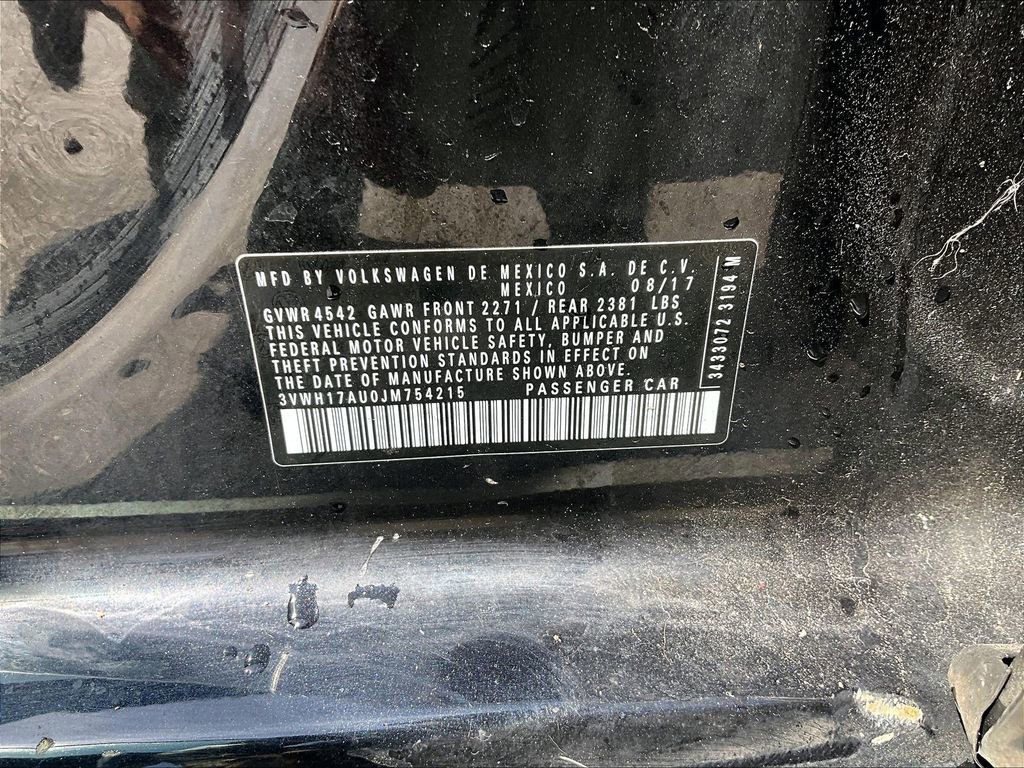 MFD BY VOLKSWAGEN DE MEXICO S.A. DE C.V.
MEXICO 08/17
GVWR 4542 GAWR FRONT 2271 / REAR 2381 LBS
THIS VEHICLE CONFORMS TO ALL APPLICABLE U.S.
FEDERAL MOTOR VEHICLE SAFETY, BUMPER AND
THEFT PREVENTION STANDARDS IN EFFECT ON
THE DATE OF MANUFACTURE SHOWN ABOVE.
3VWH17AU0JM754215 PASSENGER CAR
3433072 3194 M